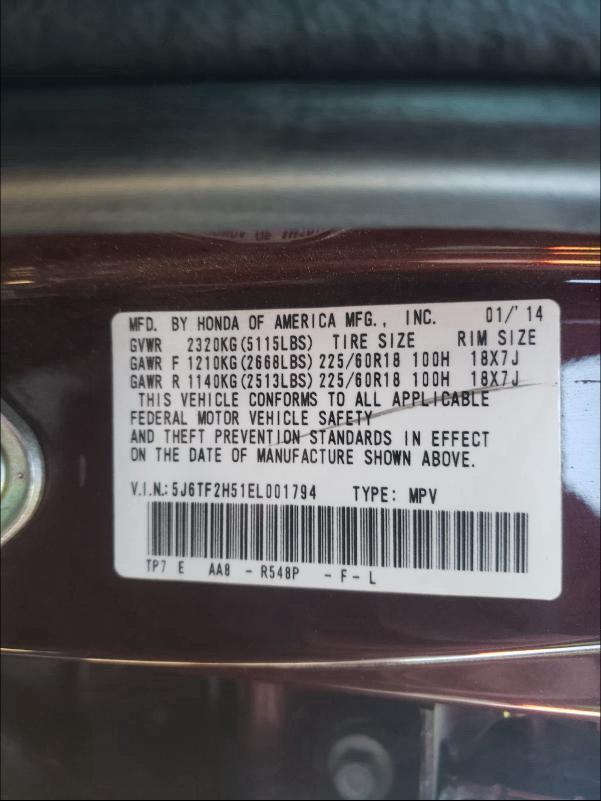 MFD. BY HONDA OF AMERICA MFG., INC. 01/'14
GVWR 2320KG(5115LBS) TIRE SIZE RIM SIZE
GAWR F 1210KG(2668LBS) 225/60R18 100H 18X7J
GAWR R 1140KG(2513LBS) 225/60R18 100H 18X7J
THIS VEHICLE CONFORMS TO ALL APPLICABLE
FEDERAL MOTOR VEHICLE SAFETY
AND THEFT PREVENTION STANDARDS IN EFFECT
ON THE DATE OF MANUFACTURE SHOWN ABOVE.
V.I.N.: 5J6TF2H51EL001794 TYPE: MPV
TP7 E AA8 - R548P - F - L